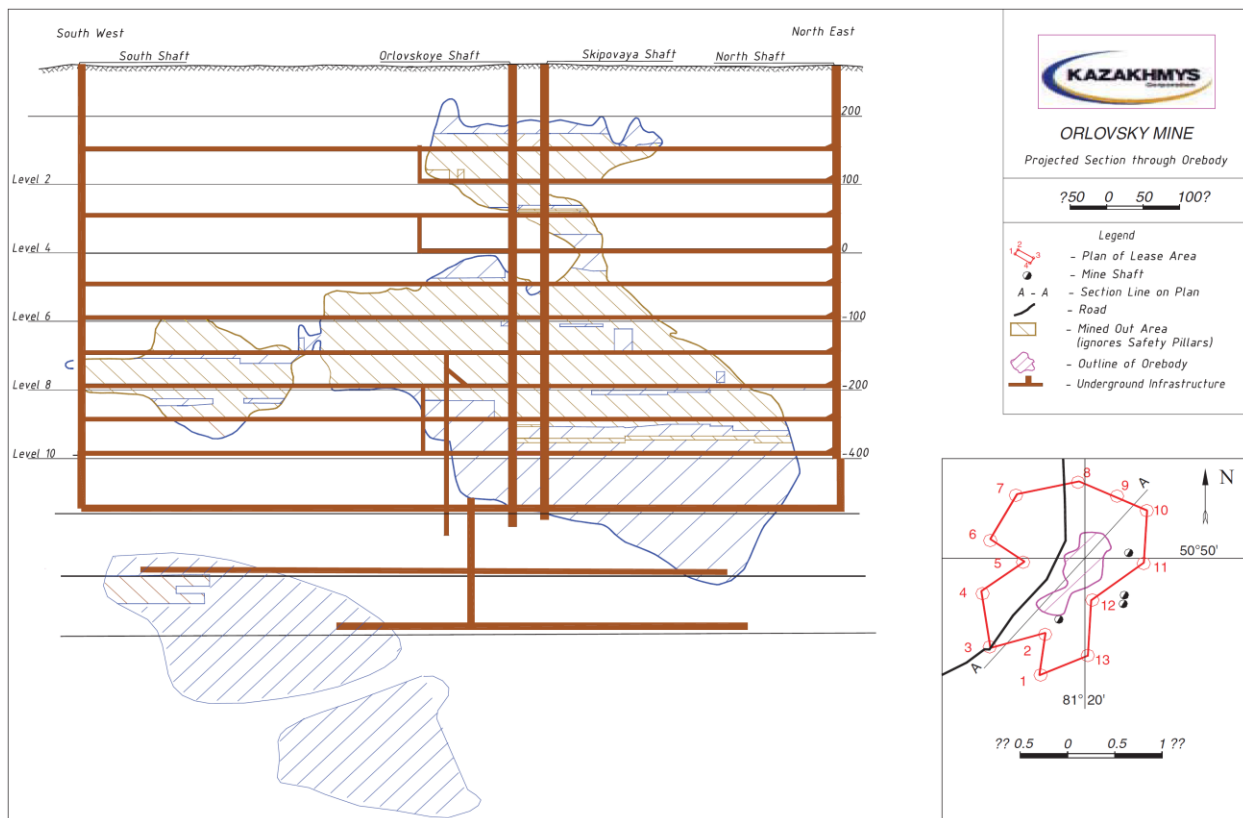 South West
North East
South Shaft
Orlovskoye Shaft
Skipovaya Shaft
North Shaft
200
Level 2
100
Level 4
0
Level 6
-100
Level 8
-200
Level 10
-400
KAZAKHMYS
Corporation
ORLOVSKY MINE
Projected Section through Orebody
?50 0 50 100?
Legend
1 2 3 4 - Plan of Lease Area
- Mine Shaft
A - A - Section Line on Plan
- Road
- Mined Out Area
(ignores Safety Pillars)
- Outline of Orebody
- Underground Infrastructure
8
7
9
A
N
10
6
50°50'
5
11
4
12
3
2
A
13
1
81° 20'
?? 0.5 0 0.5 1 ??